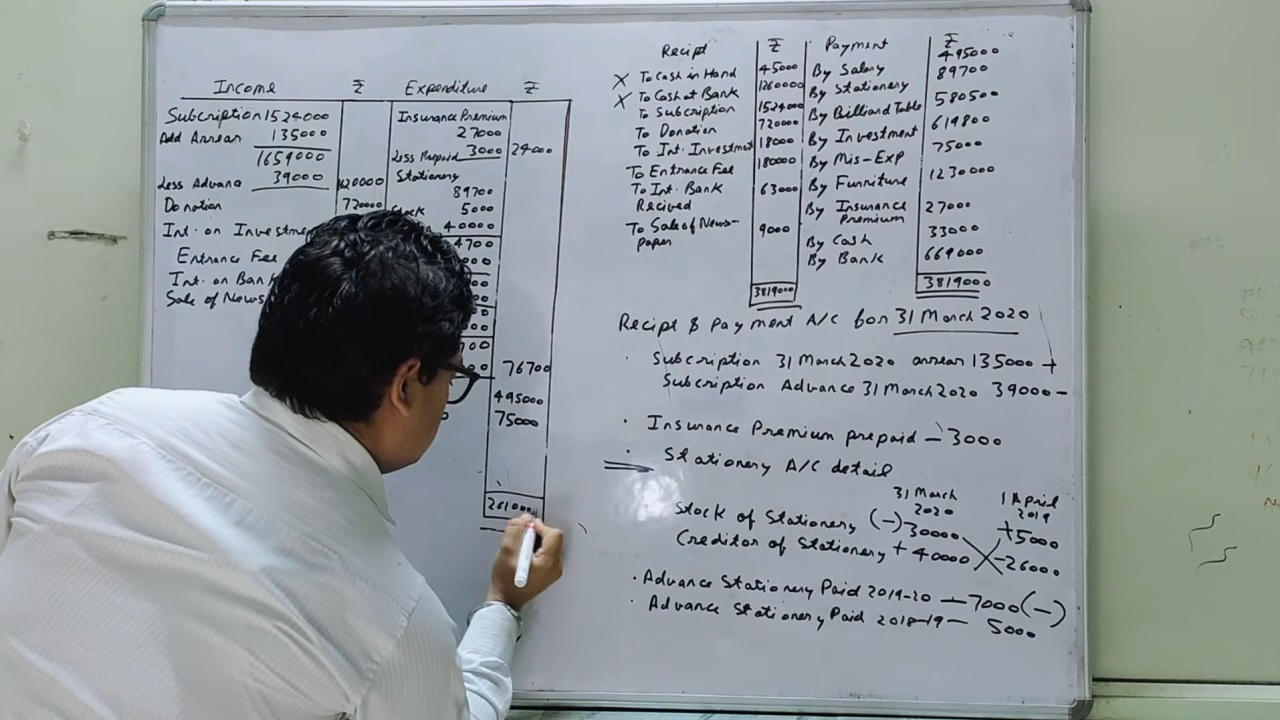 Income ₹ Expenditure ₹
Subscription 1524000
Add Arrear 135000
1659000
Less Advana 39000 1620000
Donation 72000
Int. on Investmen
Entrance Fee
Int. on Bank
Sale of News
Insurance Premium
27000
Less Prepaid 3000 24000
Stationery
89700
5000
40000
4700
700
76700
495000
75000
Recipt ₹ Payment ₹
X To Cash in Hand 45000 By Salary 495000
X To Cash at Bank 1260000 By Stationery 89700
To Subscription 1524000 By Billiard Table 580500
To Donation 72000 By Investment 619800
To Int. Investment 18000 By Mis-Exp 75000
To Entrance Fee 180000 By Furniture 1230000
To Int. Bank 63000 By Insurance
Recived Premium 27000
To Sale of News- 9000 By Cash 33000
paper By Bank 669000
3819000 3819000
Recipt & Payment A/C for 31 March 2020
· Subscription 31 March 2020 arrear 135000 +
Subscription Advance 31 March 2020 39000 -
· Insurance Premium prepaid - 3000
· Stationery A/C detail
31 March 1 April
2020 2019
Stock of Stationery (-) 30000 +5000
Creditor of Stationery + 40000 -26000
· Advance Stationery Paid 2019-20 - 7000 (-)
· Advance Stationery Paid 2018-19 - 5000